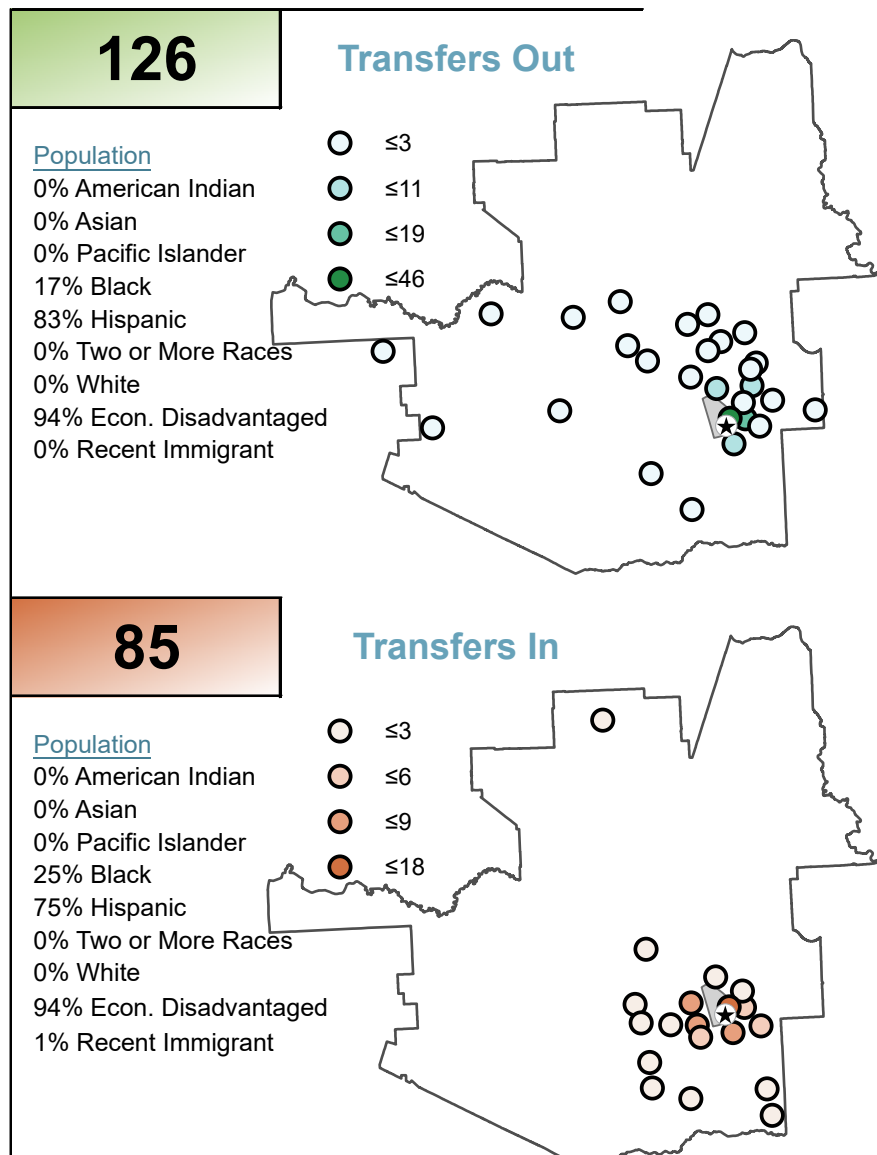 126
Transfers Out
Population
0% American Indian
0% Asian
0% Pacific Islander
17% Black
83% Hispanic
0% Two or More Races
0% White
94% Econ. Disadvantaged
0% Recent Immigrant
≤3
≤11
≤19
≤46
85
Transfers In
Population
0% American Indian
0% Asian
0% Pacific Islander
25% Black
75% Hispanic
0% Two or More Races
0% White
94% Econ. Disadvantaged
1% Recent Immigrant
≤3
≤6
≤9
≤18